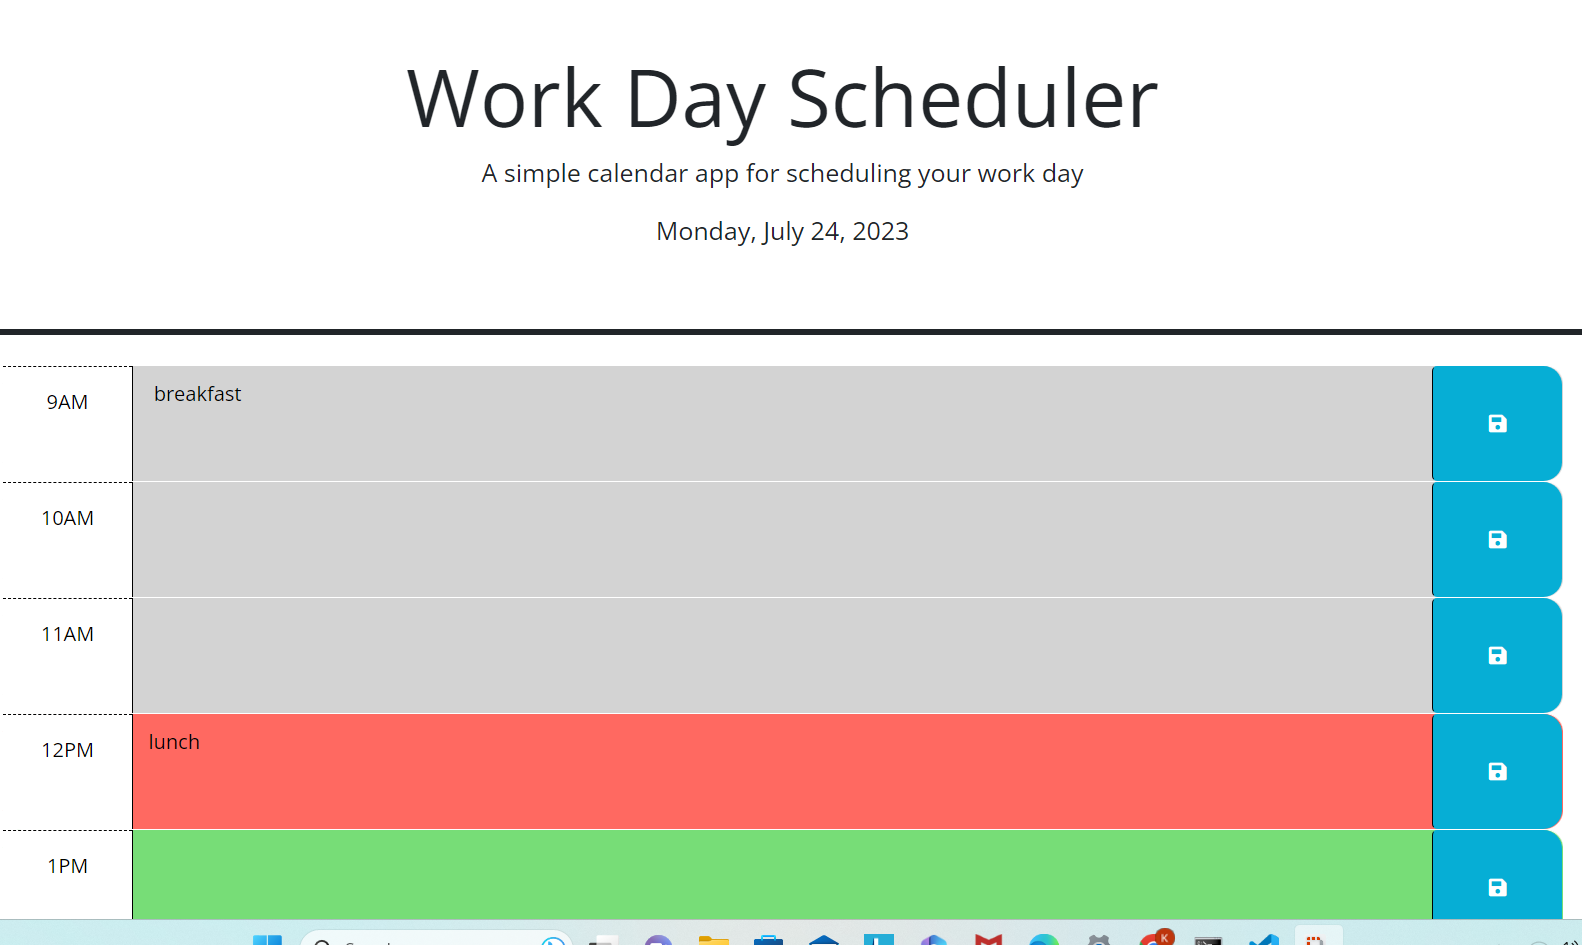 Work Day Scheduler
A simple calendar app for scheduling your work day
Monday, July 24, 2023
9AM
breakfast
10AM
11AM
12PM
lunch
1PM
K